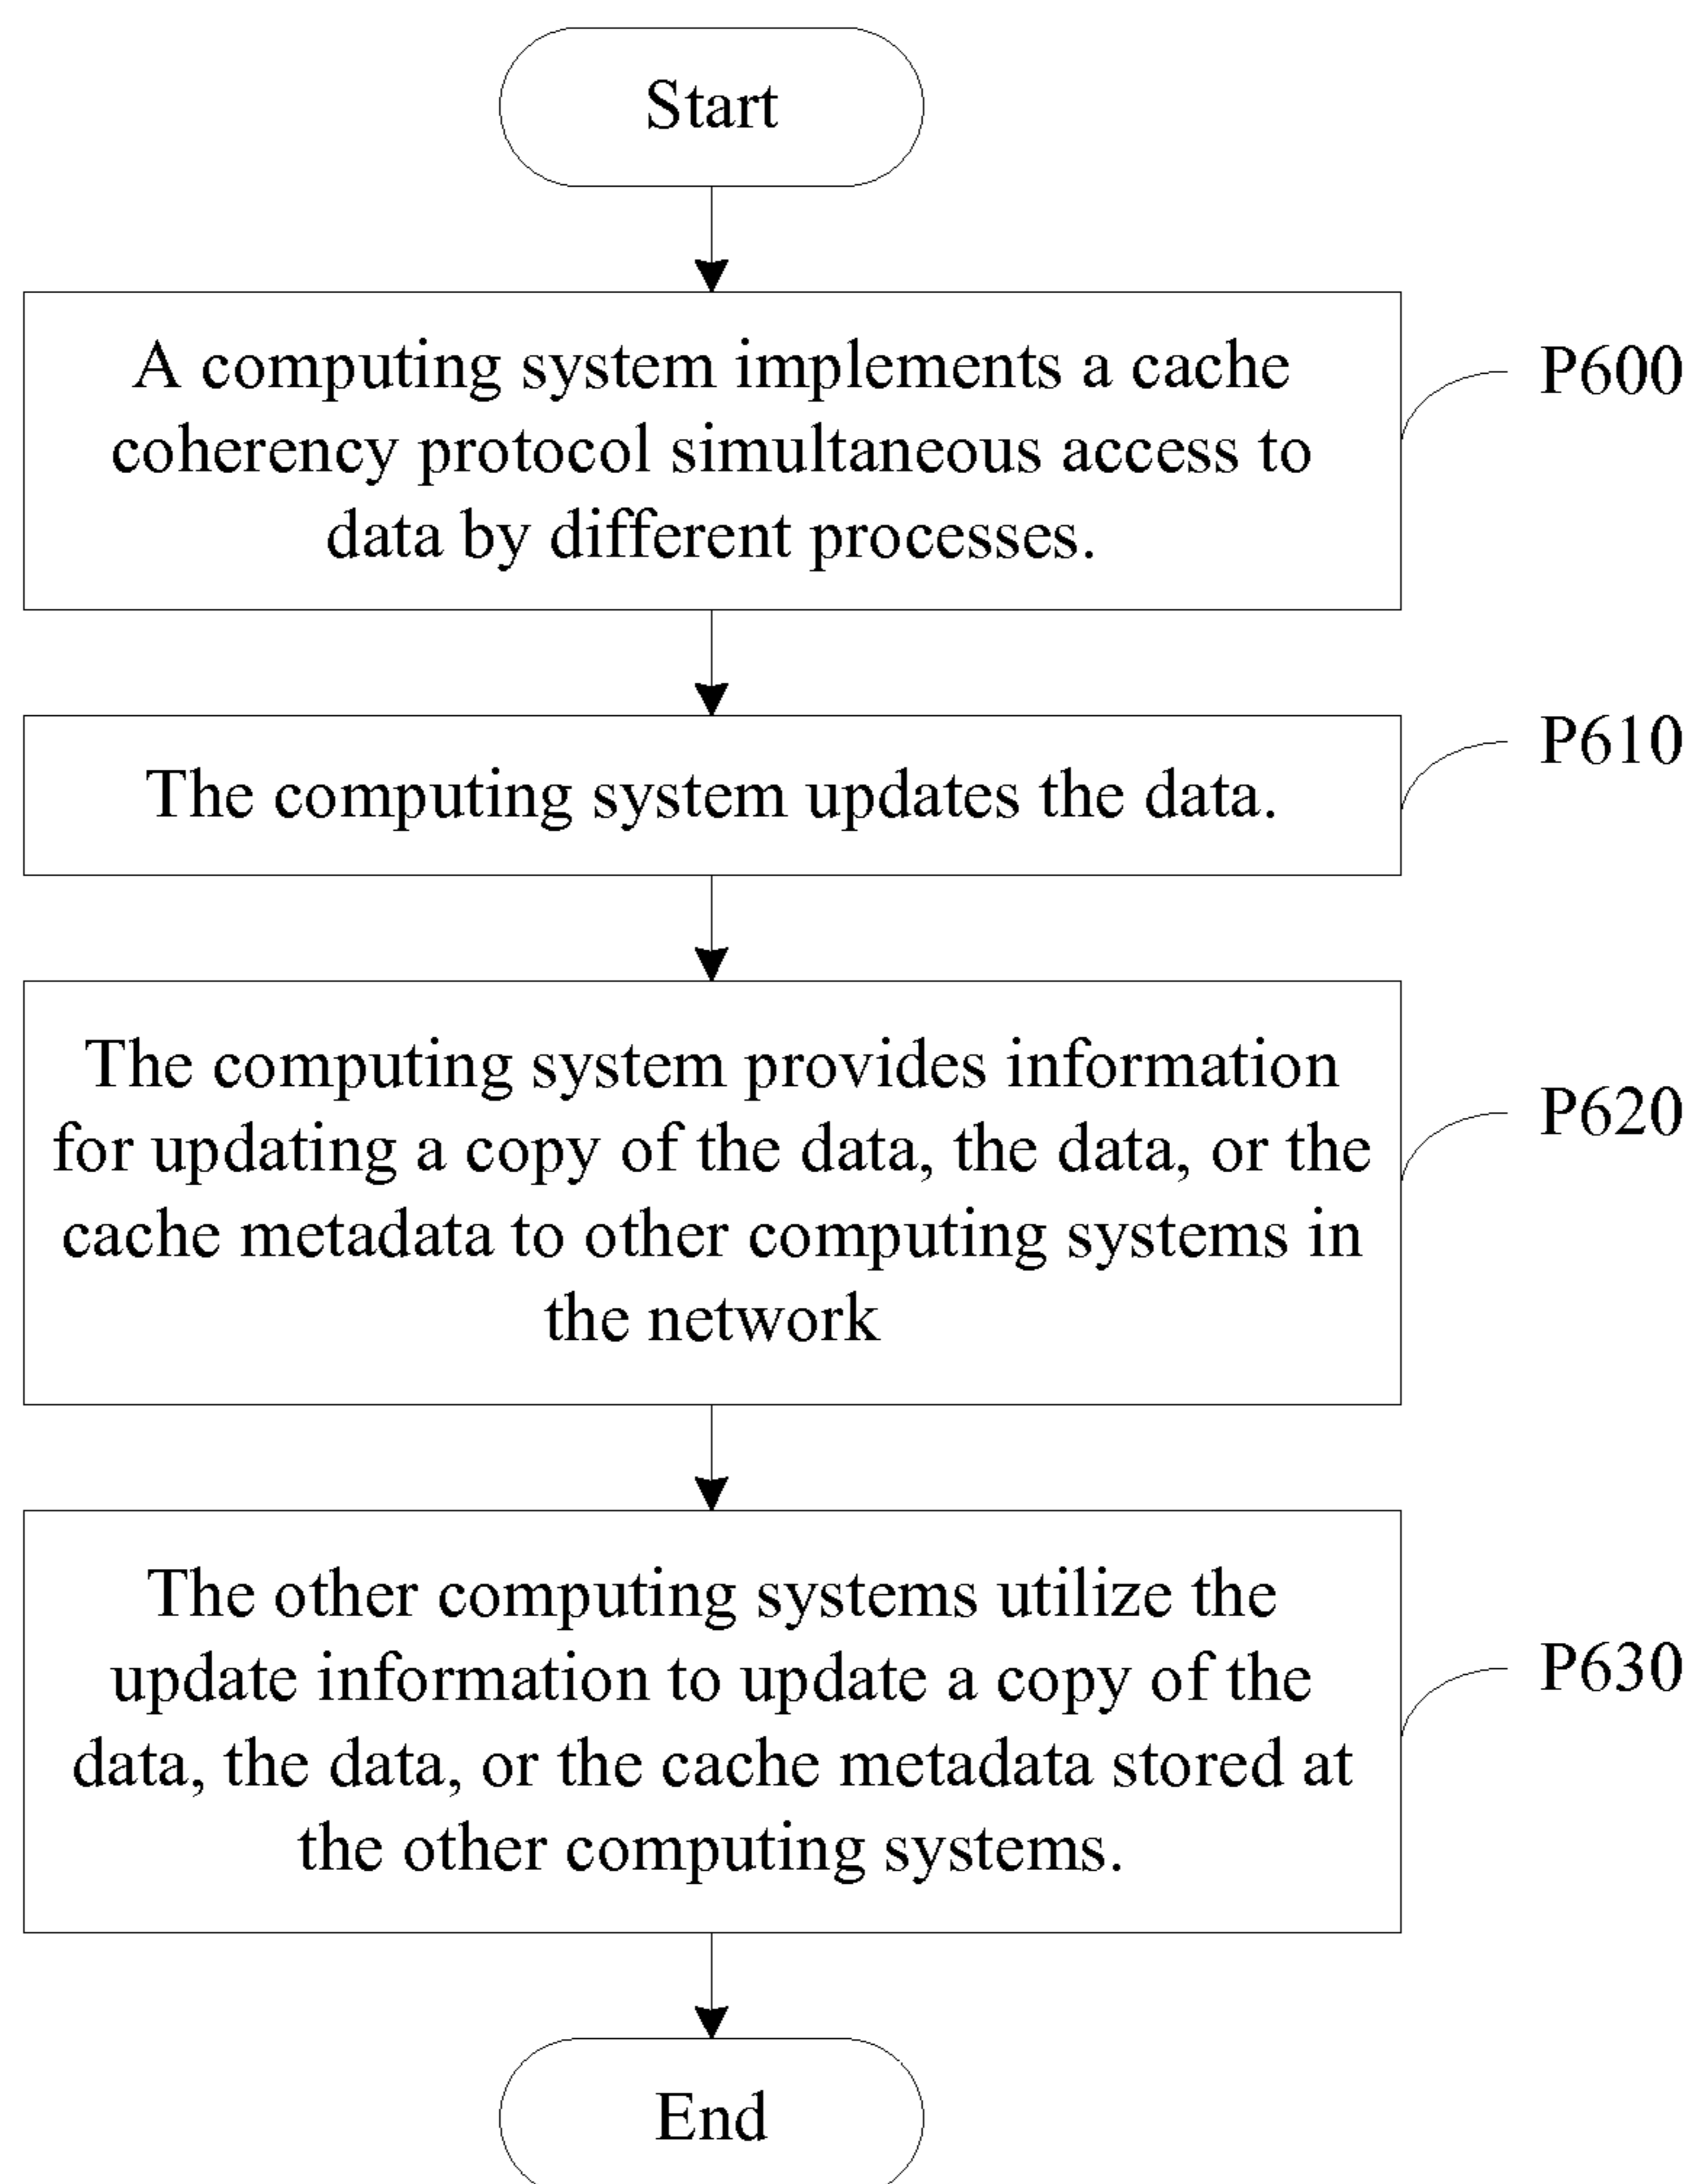 Start
A computing system implements a cache
coherency protocol simultaneous access to
data by different processes.
P600
The computing system updates the data.
P610
The computing system provides information
for updating a copy of the data, the data, or the
cache metadata to other computing systems in
the network
P620
The other computing systems utilize the
update information to update a copy of the
data, the data, or the cache metadata stored at
the other computing systems.
P630
End